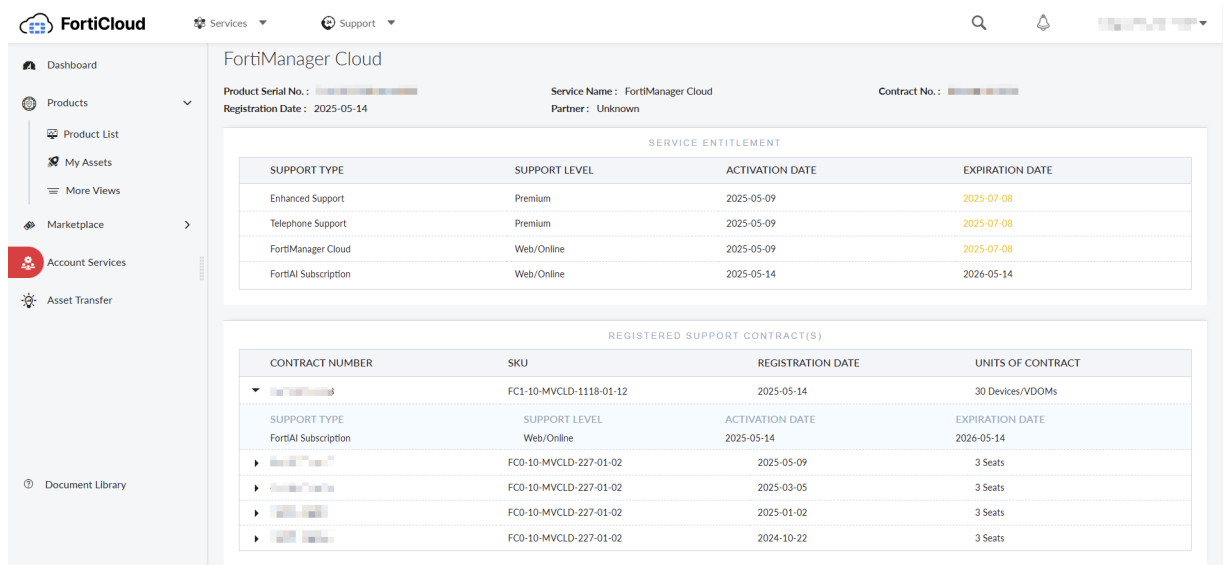 FortiCloud Services Support
Dashboard
Products
Product List
My Assets
More Views
Marketplace
Account Services
Asset Transfer
Document Library
FortiManager Cloud
Product Serial No. : Service Name : FortiManager Cloud Contract No. :
Registration Date : 2025-05-14 Partner : Unknown
SERVICE ENTITLEMENT
SUPPORT TYPE SUPPORT LEVEL ACTIVATION DATE EXPIRATION DATE
Enhanced Support Premium 2025-05-09 2025-07-08
Telephone Support Premium 2025-05-09 2025-07-08
FortiManager Cloud Web/Online 2025-05-09 2025-07-08
FortiAI Subscription Web/Online 2025-05-14 2026-05-14
REGISTERED SUPPORT CONTRACT(S)
CONTRACT NUMBER SKU REGISTRATION DATE UNITS OF CONTRACT
FC1-10-MVCLD-1118-01-12 2025-05-14 30 Devices/VDOMs
SUPPORT TYPE SUPPORT LEVEL ACTIVATION DATE EXPIRATION DATE
FortiAI Subscription Web/Online 2025-05-14 2026-05-14
FC0-10-MVCLD-227-01-02 2025-05-09 3 Seats
FC0-10-MVCLD-227-01-02 2025-03-05 3 Seats
FC0-10-MVCLD-227-01-02 2025-01-02 3 Seats
FC0-10-MVCLD-227-01-02 2024-10-22 3 Seats